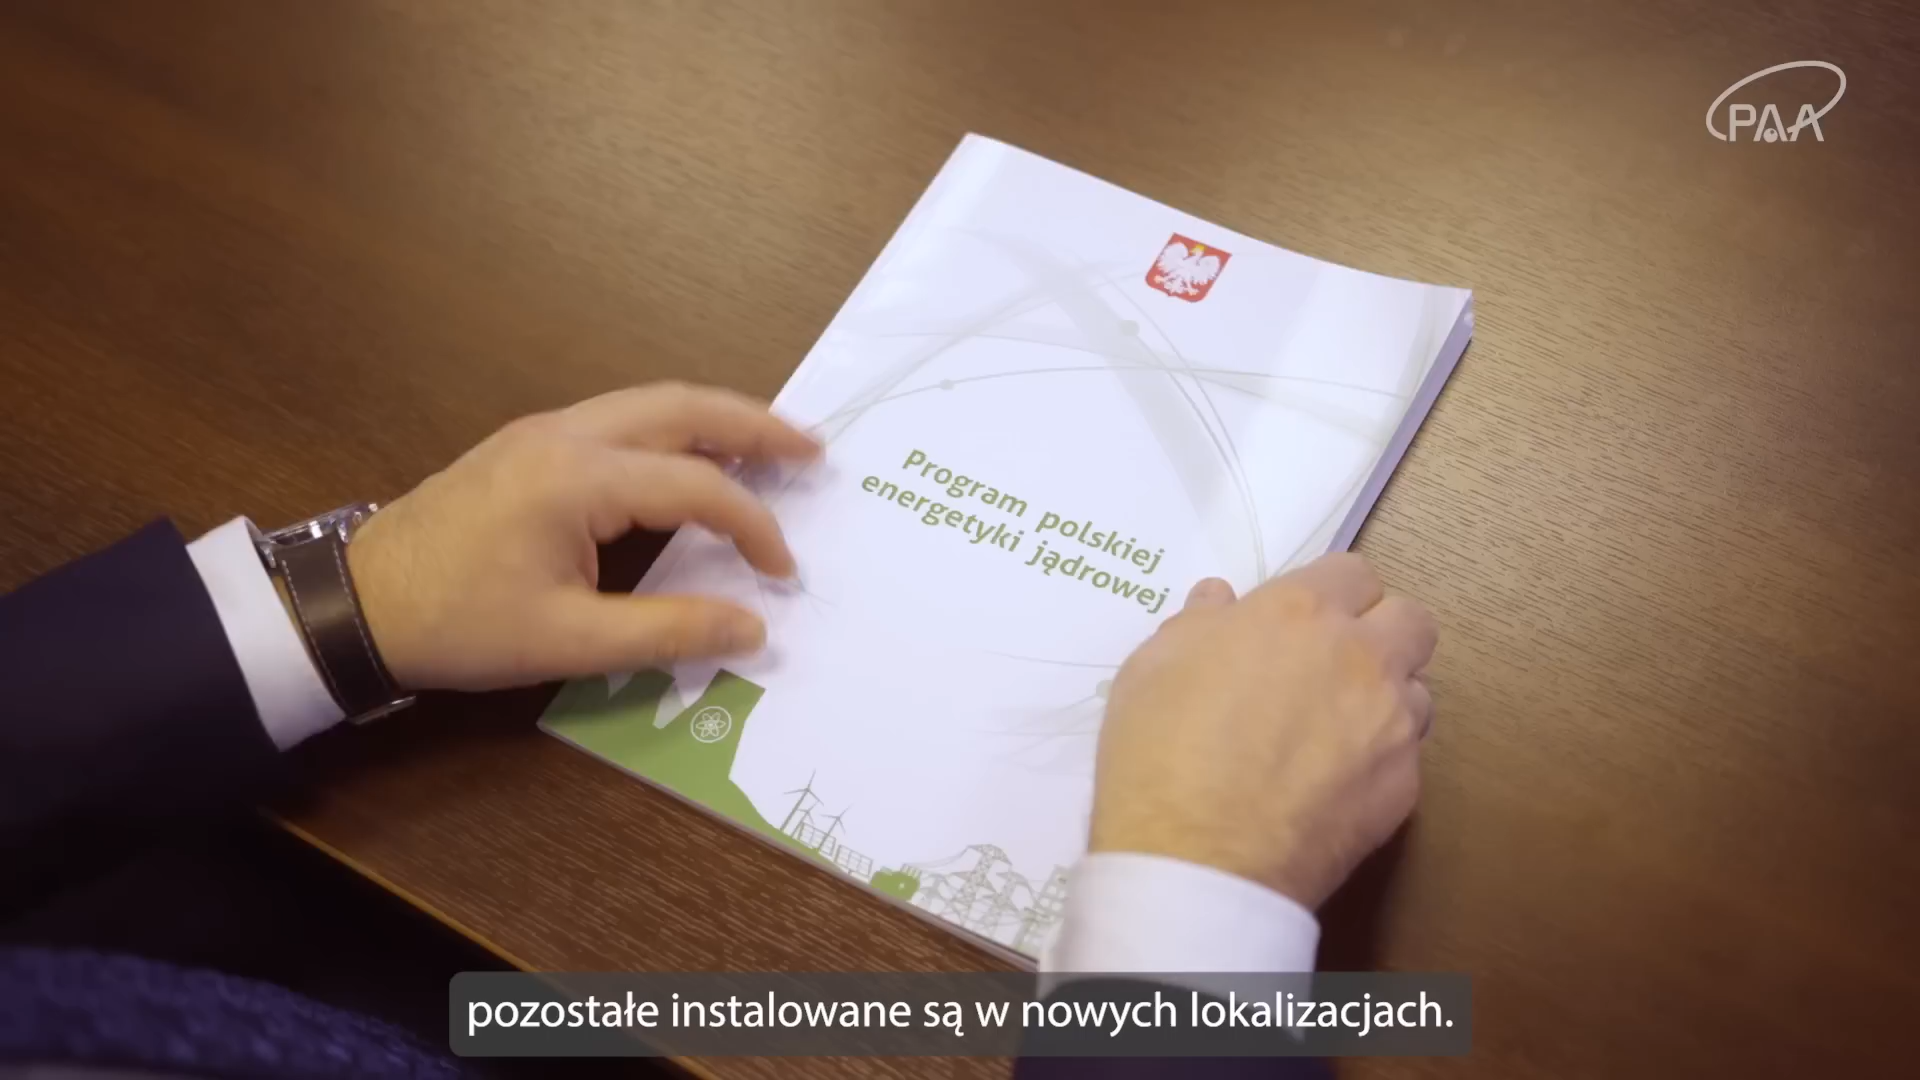 PAA
Program polskiej
energetyki jądrowej
pozostałe instalowane są w nowych lokalizacjach.